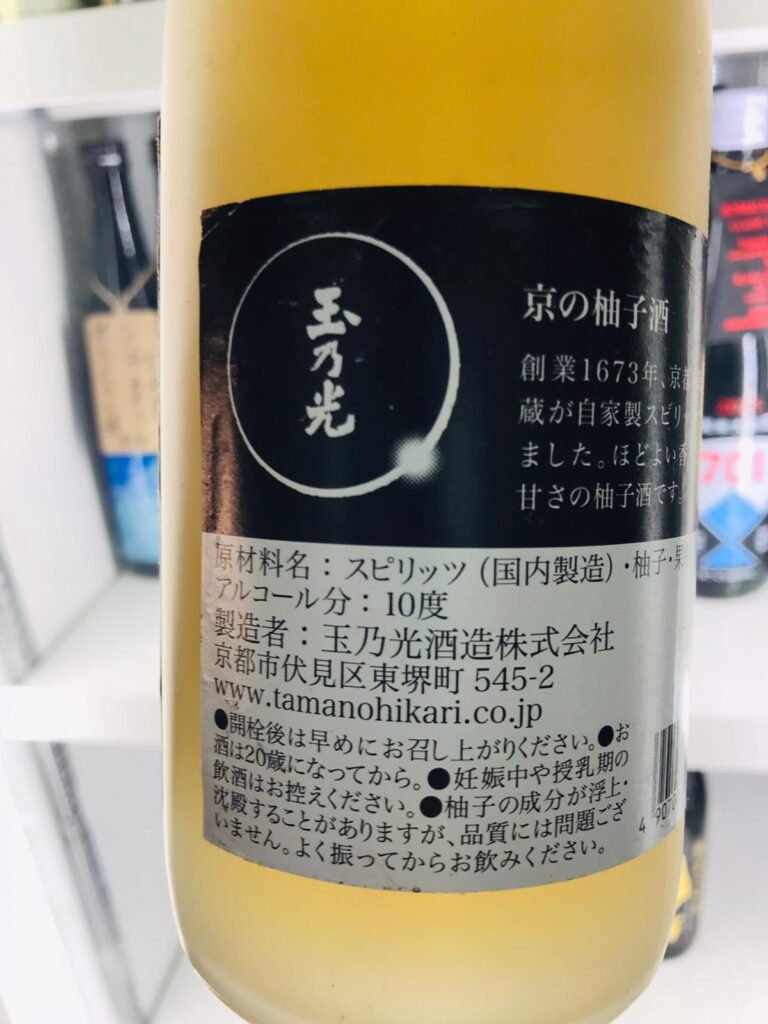 玉乃光
京の柚子酒
創業1673年、京都
蔵が自家製スピリッ
ました。ほどよい香
甘さの柚子酒です。
原材料名：スピリッツ（国内製造）・柚子・果
アルコール分：10度
製造者：玉乃光酒造株式会社
京都市伏見区東堺町 545-2
www.tamanohikari.co.jp
●開栓後は早めにお召し上がりください。●お
酒は20歳になってから。●妊娠中や授乳期の
飲酒はお控えください。●柚子の成分が浮上・
沈殿することがありますが、品質には問題ござ
いません。よく振ってからお飲みください。
4 9070